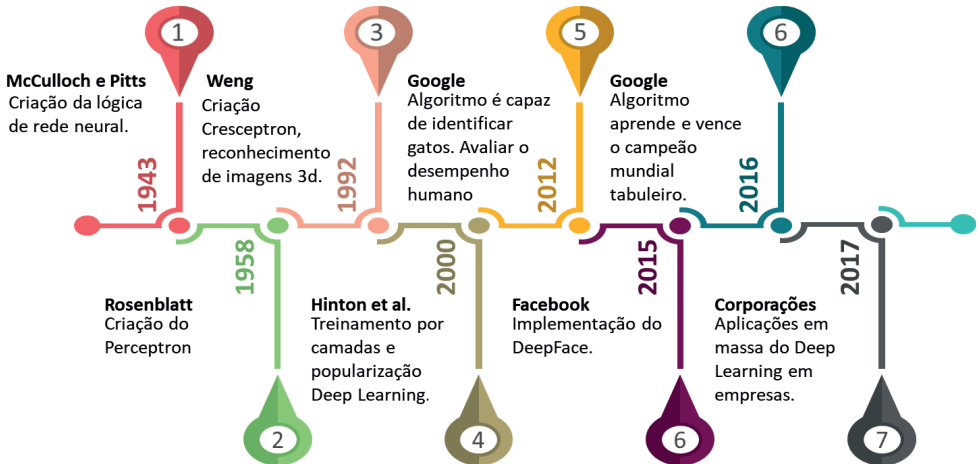 1
McCulloch e Pitts
Criação da lógica
de rede neural.
1943
2
Rosenblatt
Criação do
Perceptron
1958
3
Weng
Criação
Cresceptron,
reconhecimento
de imagens 3d.
1992
4
Hinton et al.
Treinamento por
camadas e
popularização
Deep Learning.
2000
5
Google
Algoritmo é capaz
de identificar
gatos. Avaliar o
desempenho
humano
2012
6
Facebook
Implementação do
DeepFace.
2015
6
Google
Algoritmo
aprende e vence
o campeão
mundial
tabuleiro.
2016
7
Corporações
Aplicações em
massa do Deep
Learning em
empresas.
2017